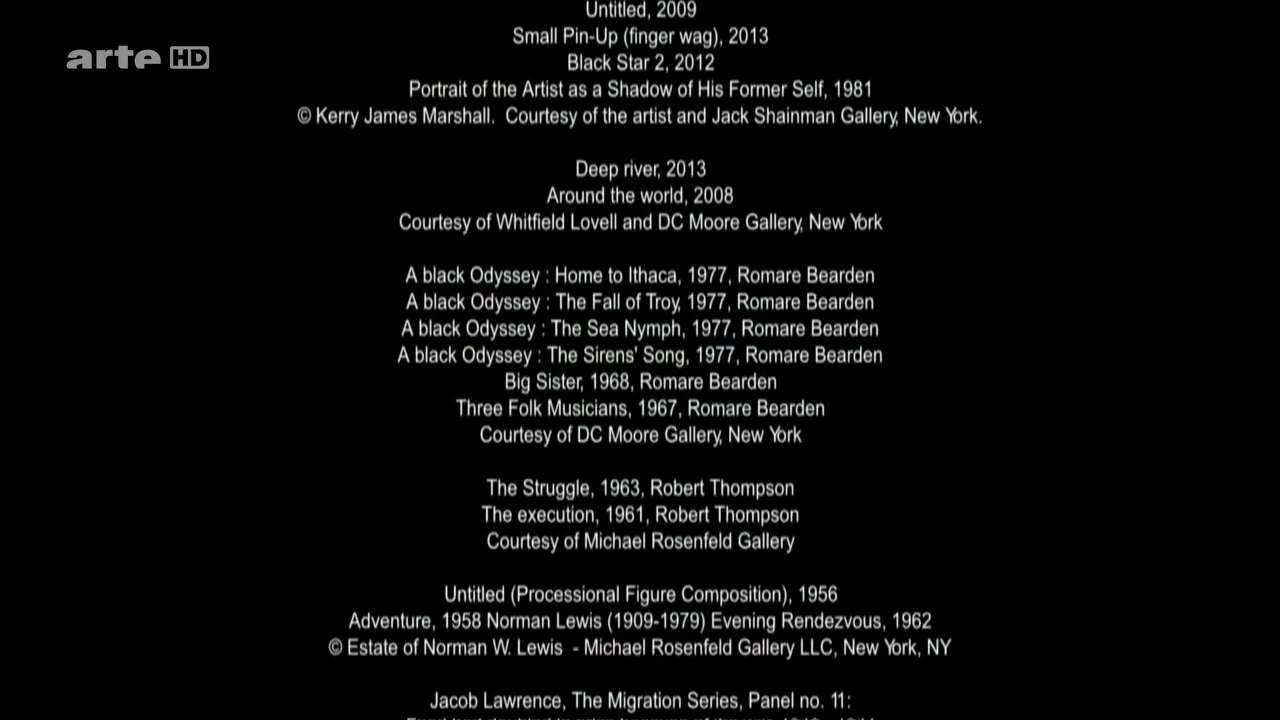 Untitled, 2009
Small Pin-Up (finger wag), 2013
arte HD
Black Star 2, 2012
Portrait of the Artist as a Shadow of His Former Self, 1981
© Kerry James Marshall.  Courtesy of the artist and Jack Shainman Gallery, New York.
Deep river, 2013
Around the world, 2008
Courtesy of Whitfield Lovell and DC Moore Gallery, New York
A black Odyssey : Home to Ithaca, 1977, Romare Bearden
A black Odyssey : The Fall of Troy, 1977, Romare Bearden
A black Odyssey : The Sea Nymph, 1977, Romare Bearden
A black Odyssey : The Sirens' Song, 1977, Romare Bearden
Big Sister, 1968, Romare Bearden
Three Folk Musicians, 1967, Romare Bearden
Courtesy of DC Moore Gallery, New York
The Struggle, 1963, Robert Thompson
The execution, 1961, Robert Thompson
Courtesy of Michael Rosenfeld Gallery
Untitled (Processional Figure Composition), 1956
Adventure, 1958 Norman Lewis (1909-1979) Evening Rendezvous, 1962
© Estate of Norman W. Lewis  - Michael Rosenfeld Gallery LLC, New York, NY
Jacob Lawrence, The Migration Series, Panel no. 11: